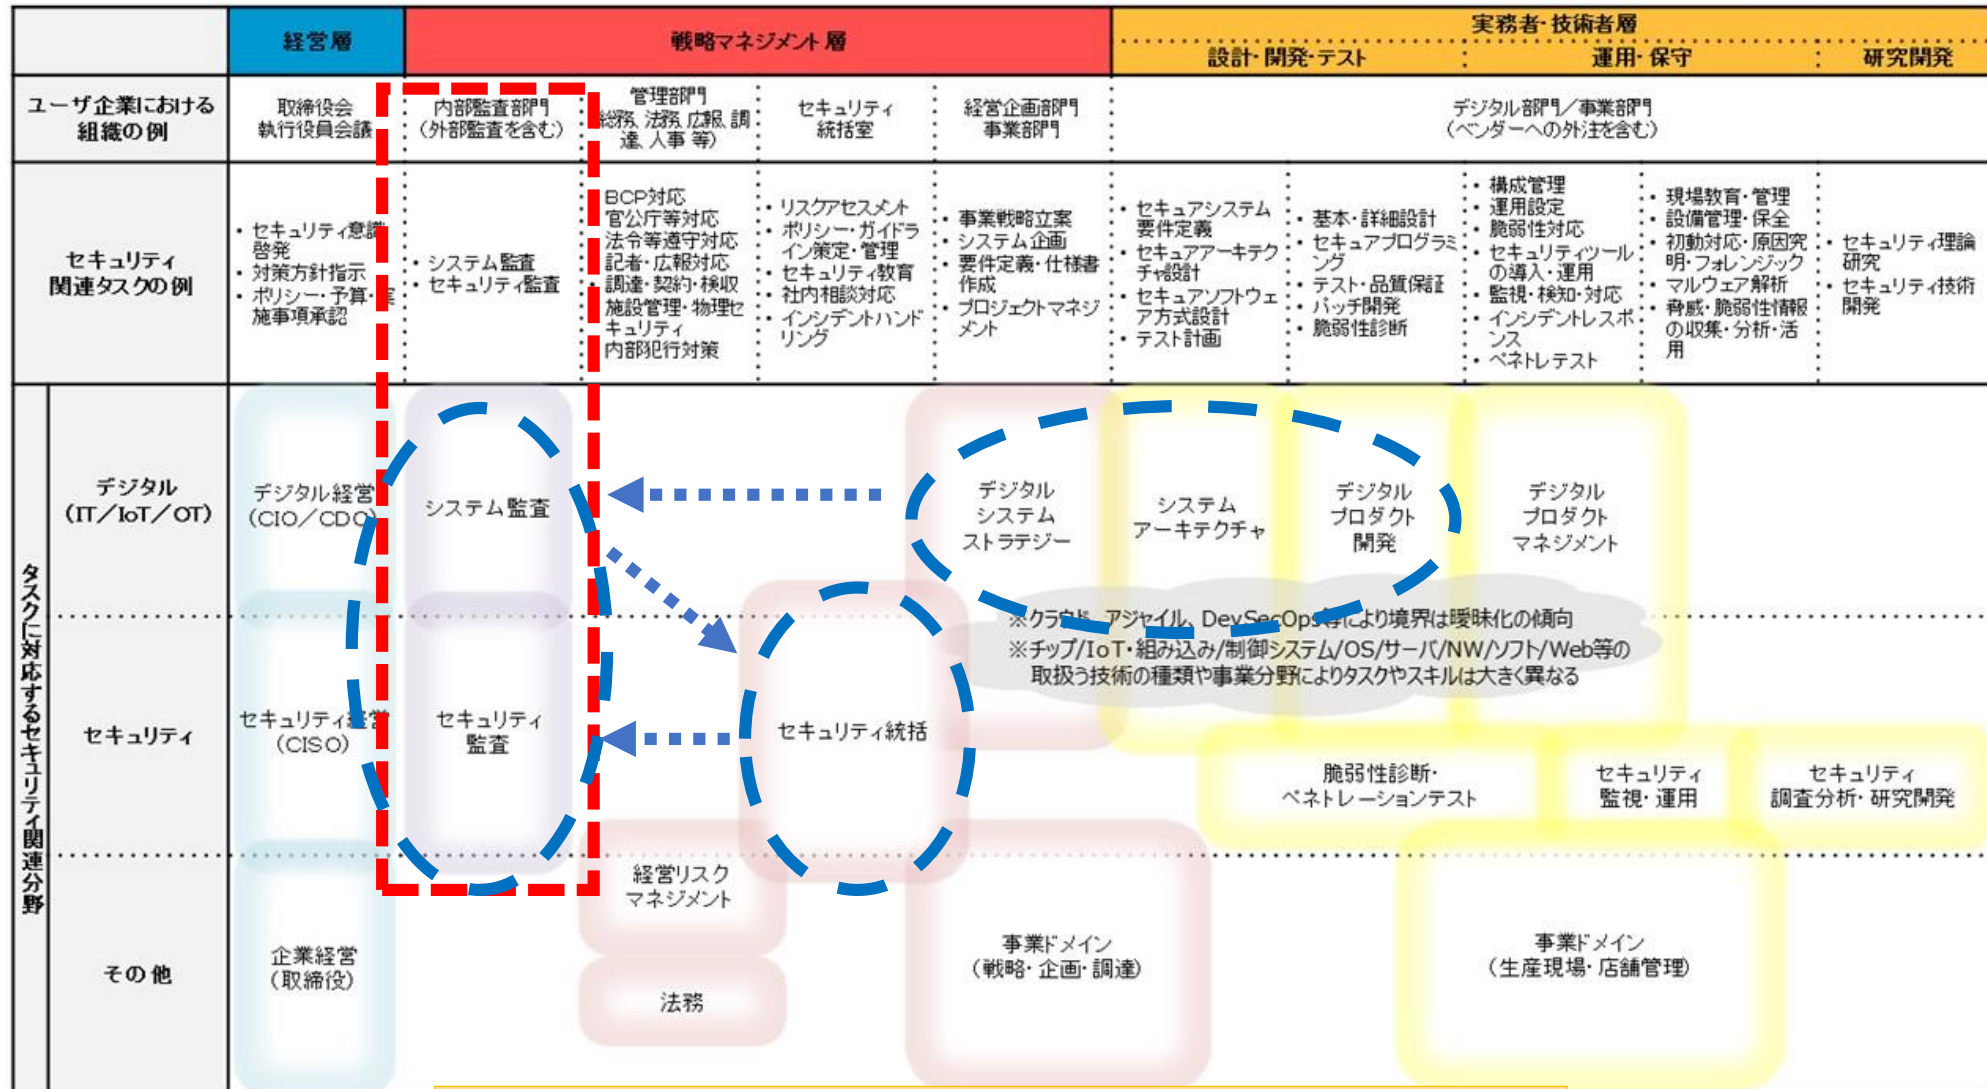 経営層
戦略マネジメント層
実務者・技術者層
設計・開発・テスト
運用・保守
研究開発
ユーザ企業における
組織の例
取締役会
執行役員会議
内部監査部門
(外部監査を含む)
管理部門
(総務、法務、広報、調
達、人事 等)
セキュリティ
統括室
経営企画部門
事業部門
デジタル部門/事業部門
(ベンダーへの外注を含む)
セキュリティ
関連タスクの例
・セキュリティ意識
啓発
・対策方針指示
・ポリシー・予算・実
施事項承認
・システム監査
・セキュリティ監査
BCP対応
官公庁等対応
法令等遵守対応
記者・広報対応
調達・契約・検収
施設管理・物理セ
キュリティ
内部犯行対策
・リスクアセスメント
・ポリシー・ガイドラ
イン策定・管理
・セキュリティ教育
・社内相談対応
・インシデントハンド
リング
・事業戦略立案
・システム企画
・要件定義・仕様書
作成
・プロジェクトマネジ
メント
・セキュアシステム
要件定義
・セキュアアーキテク
チャ設計
・セキュアソフトウェ
ア方式設計
・テスト計画
・基本・詳細設計
・セキュアプログラミ
ング
・テスト・品質保証
・パッチ開発
・脆弱性診断
・構成管理
・運用設定
・脆弱性対応
・セキュリティツール
の導入・運用
・監視・検知・対応
・インシデントレスポ
ンス
・ペネトレテスト
・現場教育・管理
・設備管理・保全
・初動対応・原因究
明・フォレンジック
・マルウェア解析
・脅威・脆弱性情報
の収集・分析・活
用
・セキュリティ理論
研究
・セキュリティ技術
開発
タスクに対応するセキュリティ関連分野
デジタル
(IT/IoT/OT)
デジタル経営
(CIO/CDO)
システム監査
デジタル
システム
ストラテジー
システム
アーキテクチャ
デジタル
プロダクト
開発
デジタル
プロダクト
マネジメント
※クラウド、アジャイル、DevSecOps等により境界は曖昧化の傾向
※チップ/IoT・組み込み/制御システム/OS/サーバ/NW/ソフト/Web等の
取扱う技術の種類や事業分野によりタスクやスキルは大きく異なる
セキュリティ
セキュリティ経営
(CISO)
セキュリティ
監査
セキュリティ統括
脆弱性診断・
ペネトレーションテスト
セキュリティ
監視・運用
セキュリティ
調査分析・研究開発
その他
企業経営
(取締役)
経営リスク
マネジメント
法務
事業ドメイン
(戦略・企画・調達)
事業ドメイン
(生産現場・店舗管理)